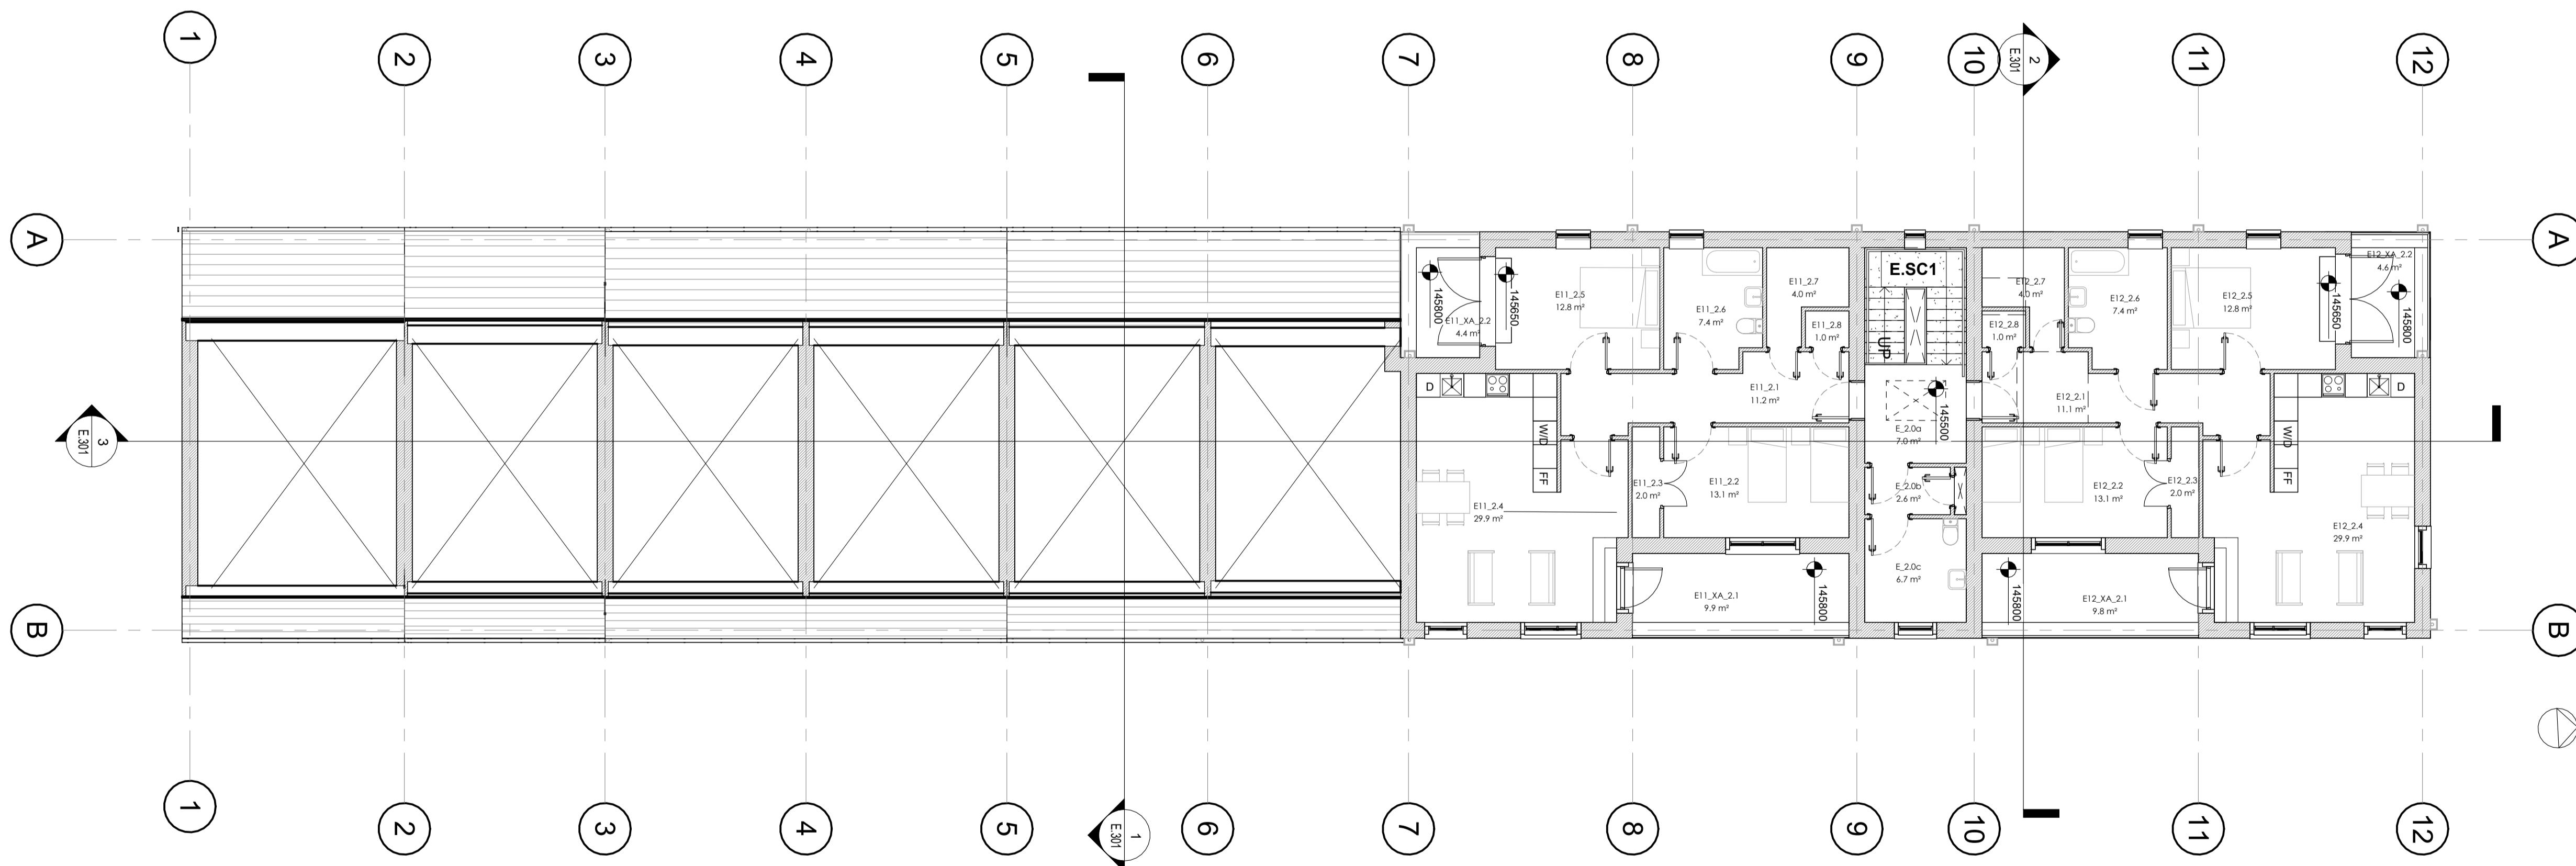 1
2
3
4
5
6
7
8
9
10
11
12
2
E.301
A
A
E.SC1
UP
E11_XA_2.2
4.4 m²
145800
145650
E11_2.5
12.8 m²
E11_2.6
7.4 m²
E11_2.7
4.0 m²
E11_2.8
1.0 m²
E12_2.7
4.0 m²
E12_2.8
1.0 m²
E12_2.6
7.4 m²
E12_2.5
12.8 m²
145650
E12_XA_2.2
4.6 m²
145800
D
E11_2.1
11.2 m²
145500
E12_2.1
11.1 m²
D
3
E.301
W/D
FF
E_2.0a
7.0 m²
W/D
FF
E11_2.4
29.9 m²
E11_2.3
2.0 m²
E11_2.2
13.1 m²
E_2.0b
2.6 m²
E12_2.2
13.1 m²
E12_2.3
2.0 m²
E12_2.4
29.9 m²
E11_XA_2.1
9.9 m²
145800
E_2.0c
6.7 m²
145800
E12_XA_2.1
9.8 m²
B
B
1
2
3
4
5
1
E.301
6
7
8
9
10
11
12